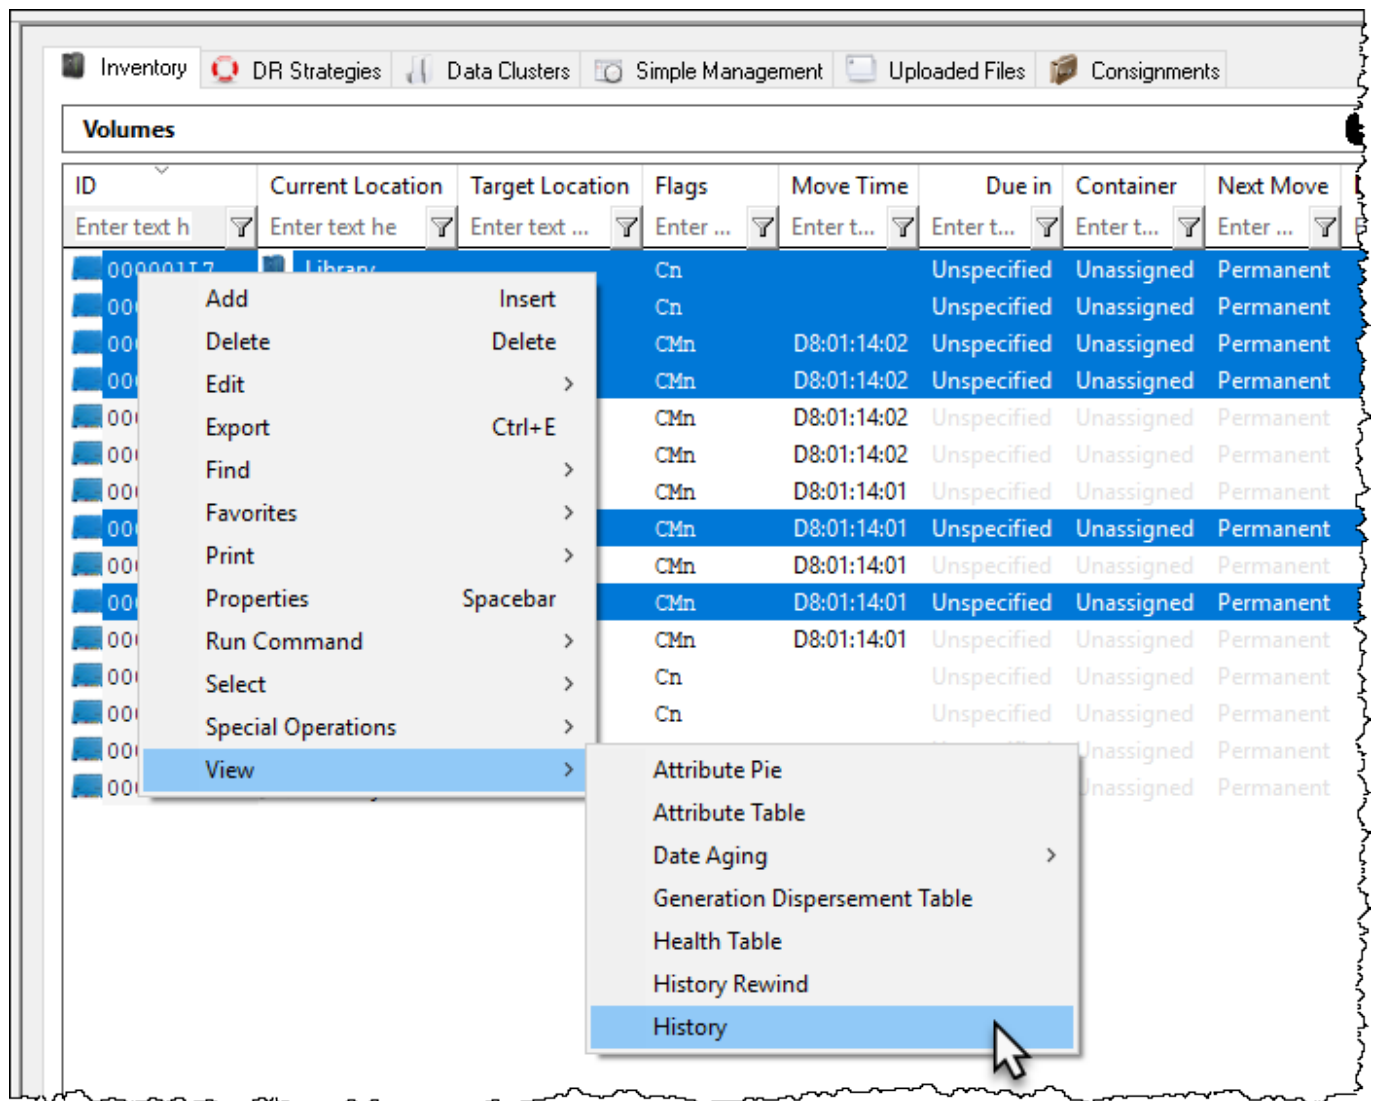 Inventory DR Strategies Data Clusters Simple Management Uploaded Files Consignments
Volumes
ID Current Location Target Location Flags Move Time Due in Container Next Move
Enter text h Enter text he Enter text ... Enter ... Enter t... Enter t... Enter t... Enter ...
000001L7 Library Cn Unspecified Unassigned Permanent
Add Insert
Cn Unspecified Unassigned Permanent
Delete Delete
CMn D8:01:14:02 Unspecified Unassigned Permanent
Edit
CMn D8:01:14:02 Unspecified Unassigned Permanent
Export Ctrl+E
CMn D8:01:14:02 Unspecified Unassigned Permanent
Find
CMn D8:01:14:02 Unspecified Unassigned Permanent
CMn D8:01:14:01 Unspecified Unassigned Permanent
Favorites
CMn D8:01:14:01 Unspecified Unassigned Permanent
Print
CMn D8:01:14:01 Unspecified Unassigned Permanent
Properties Spacebar
CMn D8:01:14:01 Unspecified Unassigned Permanent
Run Command
CMn D8:01:14:01 Unspecified Unassigned Permanent
Select
Cn Unspecified Unassigned Permanent
Special Operations
Cn Unspecified Unassigned Permanent
Unassigned Permanent
View
Unassigned Permanent
Attribute Pie
Attribute Table
Date Aging
Generation Dispersement Table
Health Table
History Rewind
History